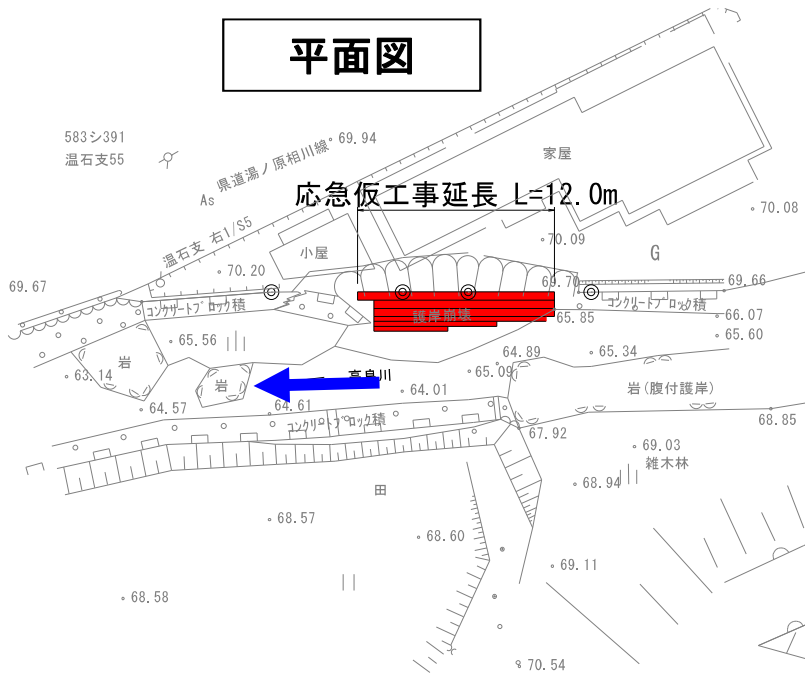 平面図
583シ391
温石支55
県道湯ノ原相川線
69.94
As
家屋
応急仮工事延長 L=12.0m
70.08
温石支 右1/S5
小屋
70.09
G
70.20
69.67
69.70
69.66
コンクリートブロック積
コンクリートブロック積
護岸崩壊
65.85
66.07
65.56
65.60
岩
64.89
65.34
63.14
岩
高良川
65.09
64.01
岩(腹付護岸)
64.57
64.61
コンクリートブロック積
67.92
68.85
69.03
雑木林
田
68.94
68.57
68.60
69.11
68.58
70.54